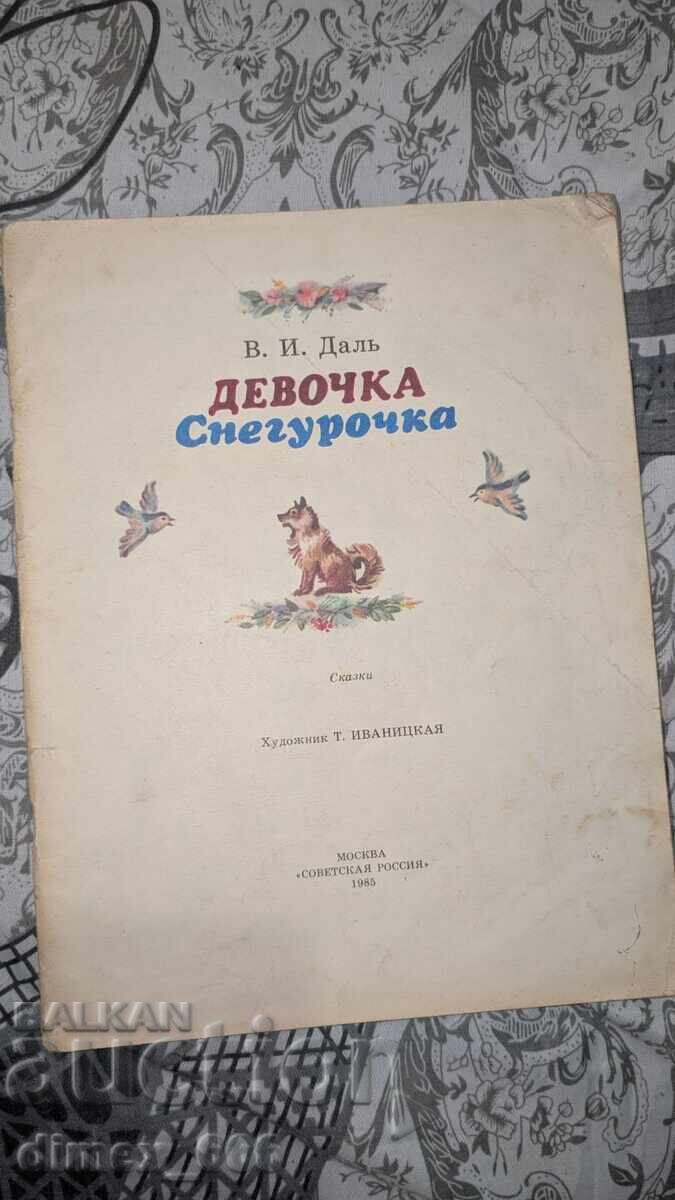 В. И. Даль
ДЕВОЧКА
Снегурочка
Сказки
Художник Т. ИВАНИЦКАЯ
МОСКВА
«СОВЕТСКАЯ РОССИЯ»
1985
BALKAN
auction
dimex_666